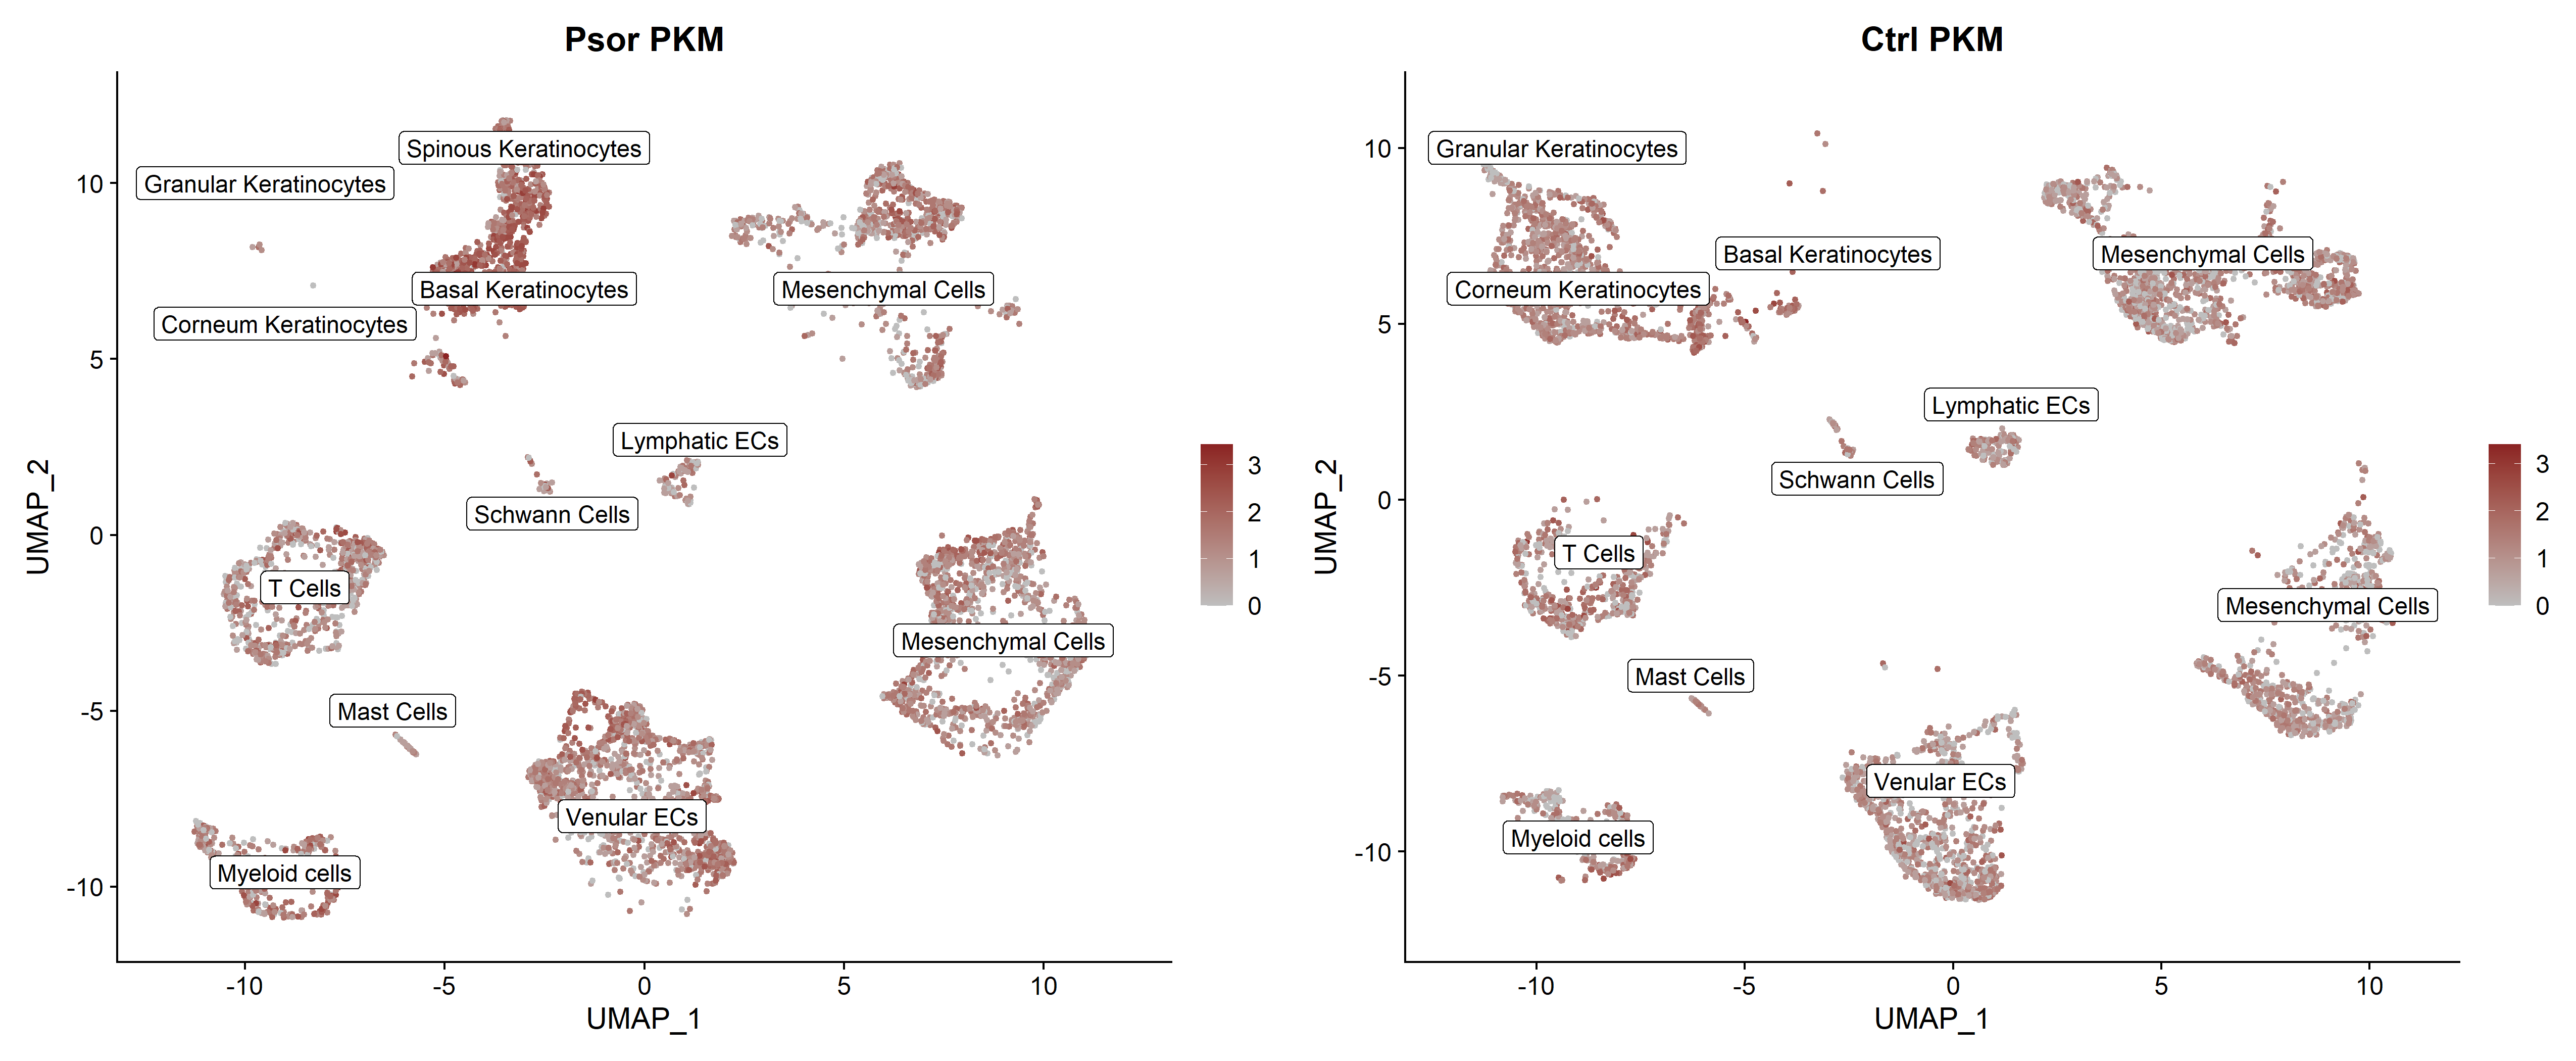 Psor PKM
Spinous Keratinocytes
Granular Keratinocytes
Basal Keratinocytes
Mesenchymal Cells
Corneum Keratinocytes
Lymphatic ECs
Schwann Cells
T Cells
Mesenchymal Cells
Mast Cells
Venular ECs
Myeloid cells
10
5
0
-5
-10
UMAP_2
-10
-5
0
5
10
UMAP_1
3
2
1
0
Ctrl PKM
Granular Keratinocytes
Basal Keratinocytes
Mesenchymal Cells
Corneum Keratinocytes
Lymphatic ECs
Schwann Cells
T Cells
Mesenchymal Cells
Mast Cells
Venular ECs
Myeloid cells
10
5
0
-5
-10
UMAP_2
-10
-5
0
5
10
UMAP_1
3
2
1
0